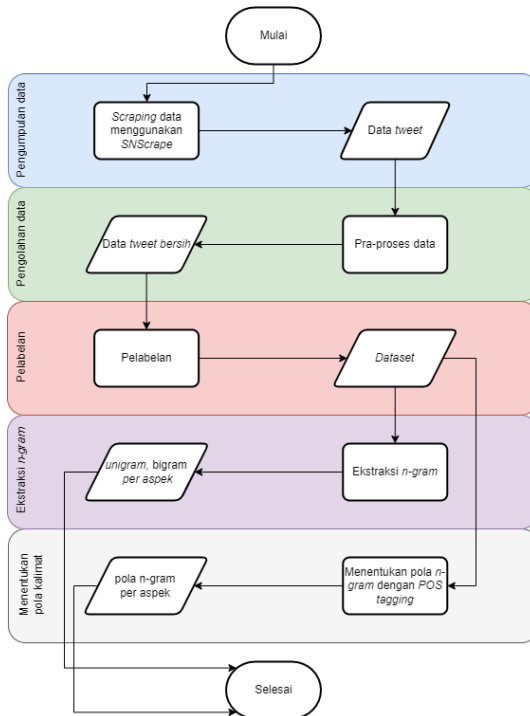 Mulai
Pengumpulan data
Scraping data
menggunakan
SNScrape
Data tweet
Pengolahan data
Data tweet bersih
Pra-proses data
Pelabelan
Pelabelan
Dataset
Ekstraksi n-gram
unigram, bigram
per aspek
Ekstraksi n-gram
Menentukan
pola kalimat
pola n-gram
per aspek
Menentukan pola n-
gram dengan POS
tagging
Selesai